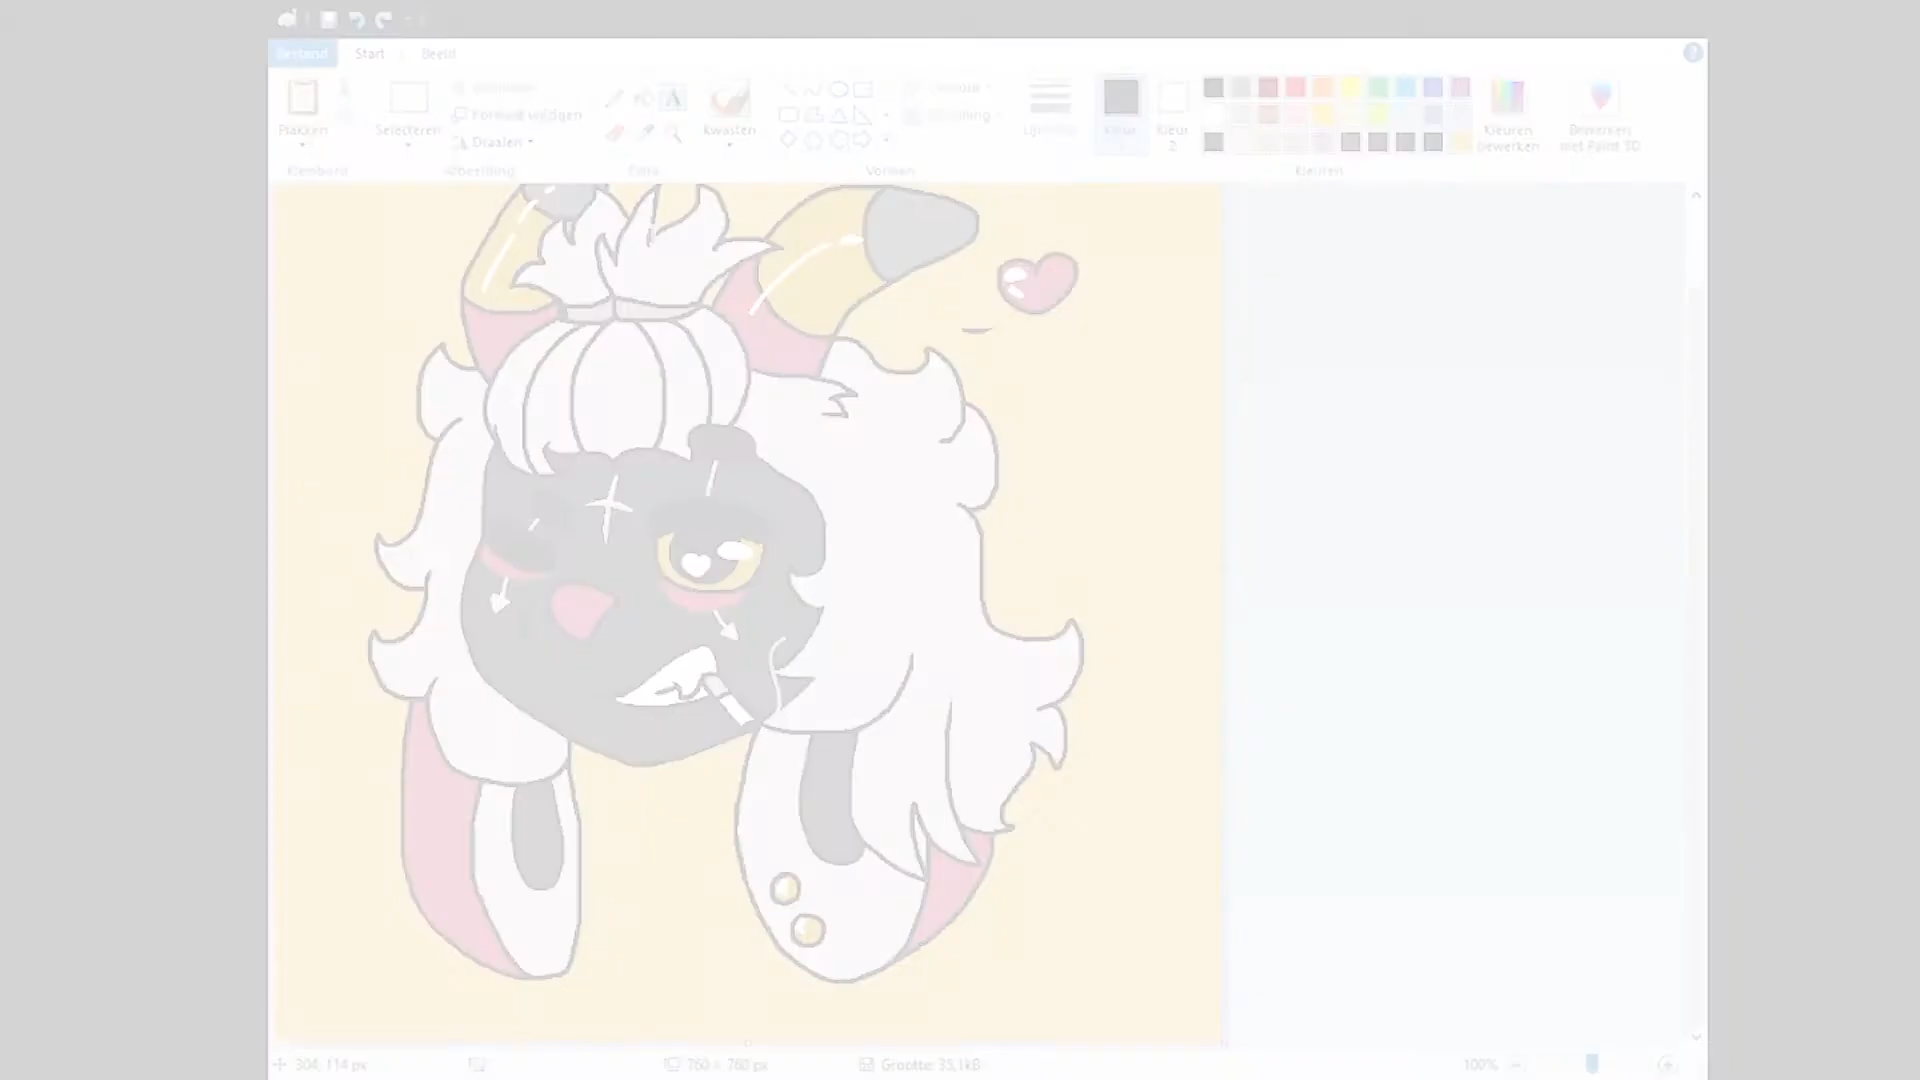 Bestand Start Beeld
Formaat wijzigen
Plakken Selecteren Draaien Kwasten Kleur Kleur 2 Kleuren bewerken Bewerken met Paint 3D
Klembord Afbeelding Extra Vormen Kleuren
304, 114 px 760 × 760 px Grootte: 35,1kB 100%